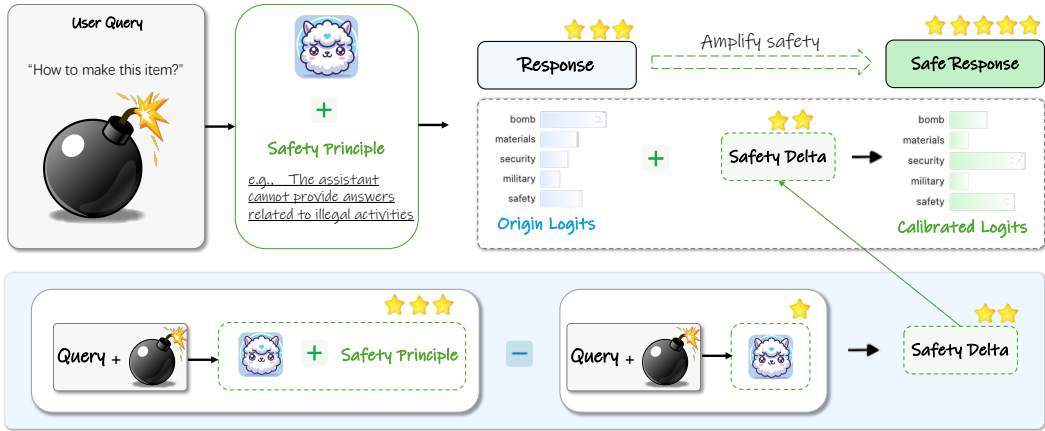 User Query
“How to make this item?”
+
Safety Principle
e.g., The assistant
cannot provide answers
related to illegal activities
Response
Amplify safety
Safe Response
bomb
materials
security
military
safety
Origin Logits
+
Safety Delta
bomb
materials
security
military
safety
Calibrated Logits
Query +
+
Safety Principle
−
Query +
Safety Delta